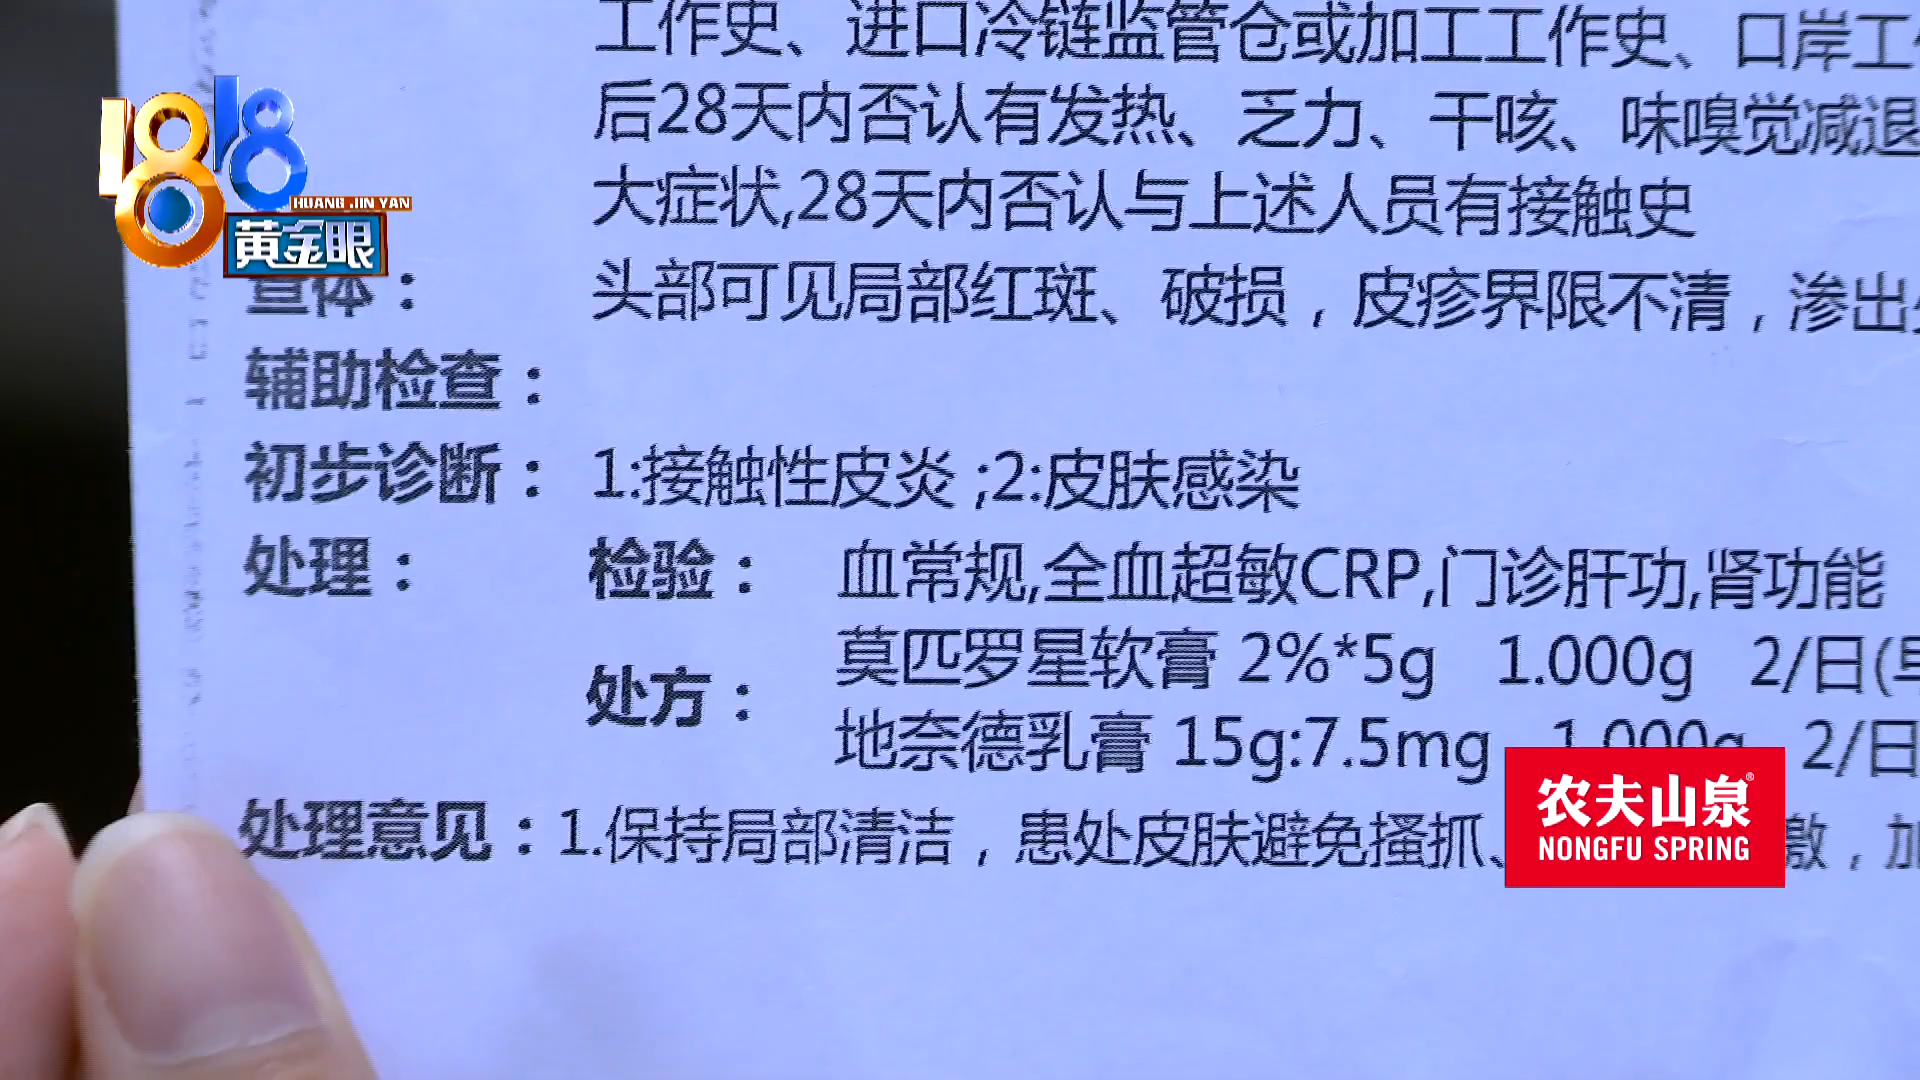 工作史、进口冷链监管仓或加工工作史、口岸工
后28天内否认有发热、乏力、干咳、味嗅觉减退
大症状,28天内否认与上述人员有接触史
1818
HUANG JIN YAN
黄金眼
查体： 头部可见局部红斑、破损，皮疹界限不清，渗出
辅助检查：
初步诊断： 1:接触性皮炎 ;2:皮肤感染
处理： 检验： 血常规,全血超敏CRP,门诊肝功,肾功能
处方： 莫匹罗星软膏 2%*5g 1.000g 2/日(早
地奈德乳膏 15g:7.5mg 1.000g 2/日
处理意见：1.保持局部清洁，患处皮肤避免搔抓、 激，加
农夫山泉®
NONGFU SPRING